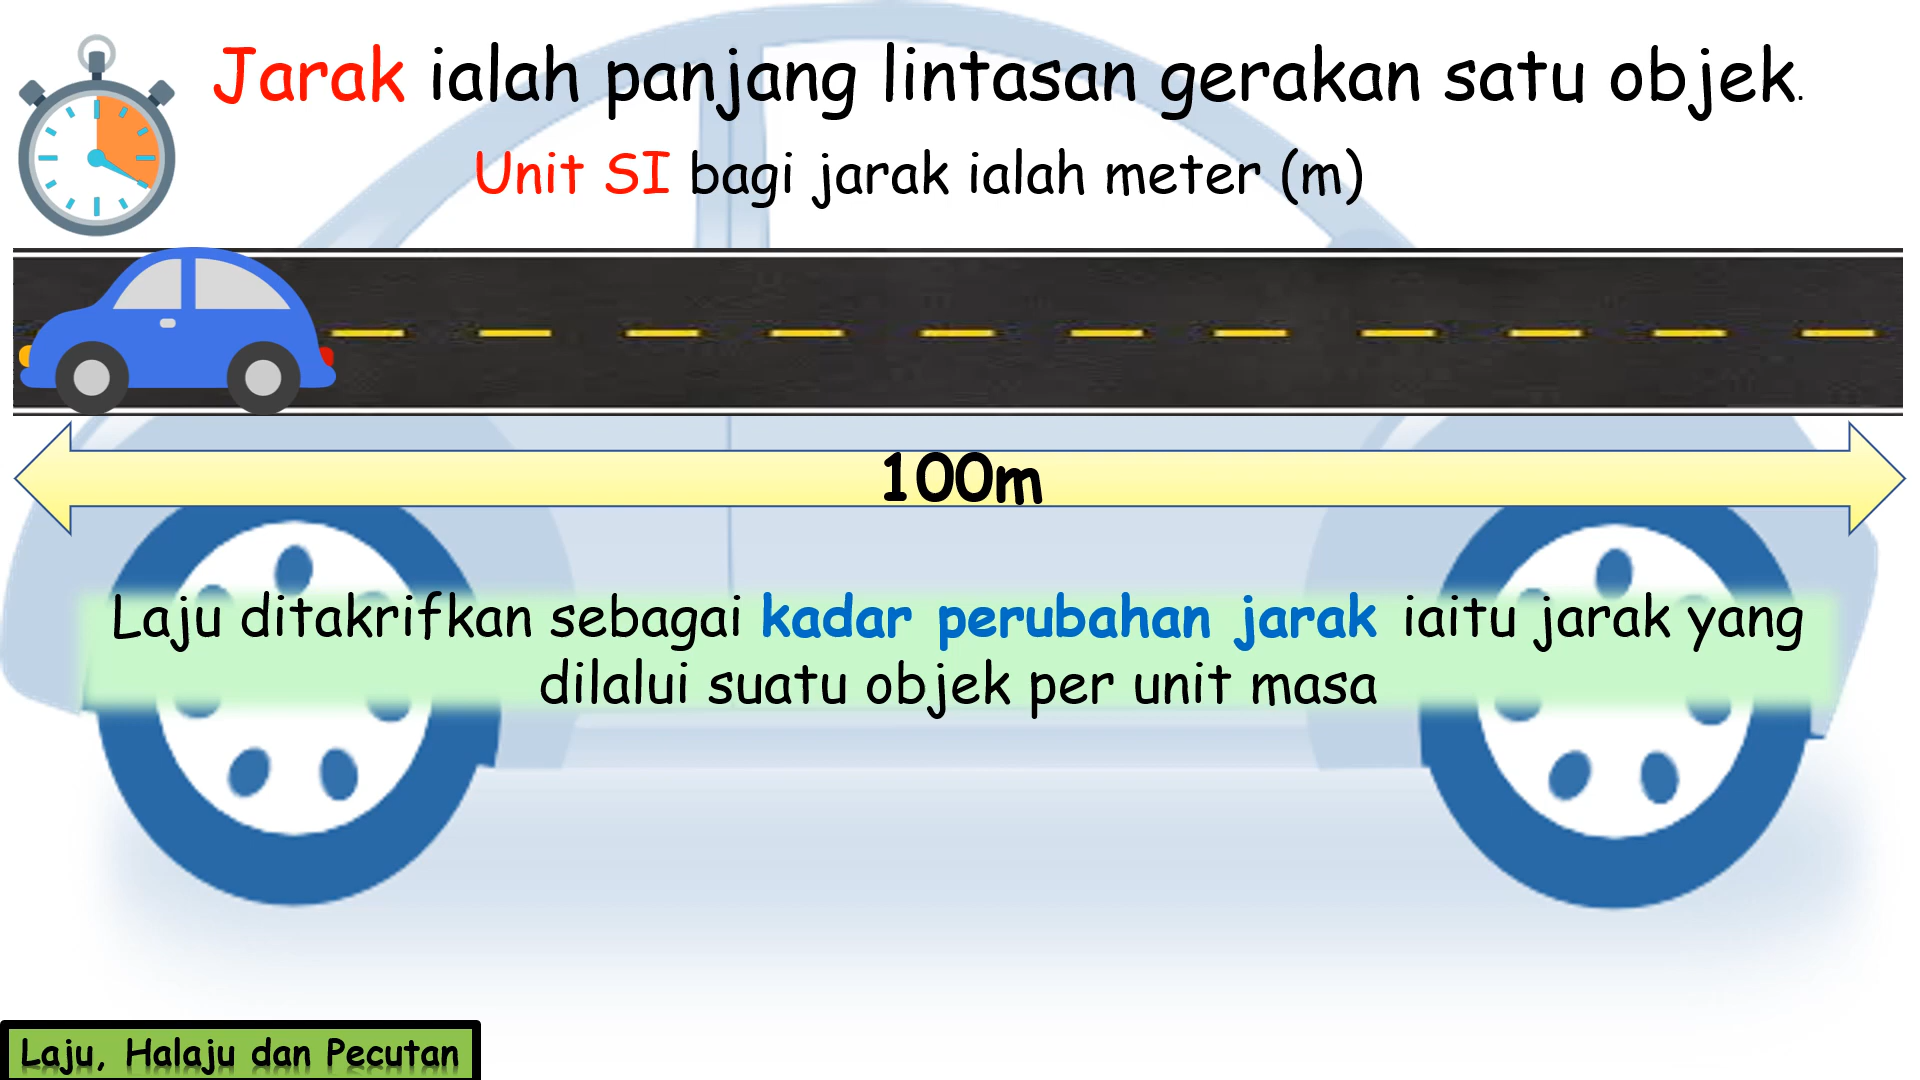 Jarak ialah panjang lintasan gerakan satu objek.
Unit SI bagi jarak ialah meter (m)
100m
Laju ditakrifkan sebagai kadar perubahan jarak iaitu jarak yang
dilalui suatu objek per unit masa
Laju, Halaju dan Pecutan